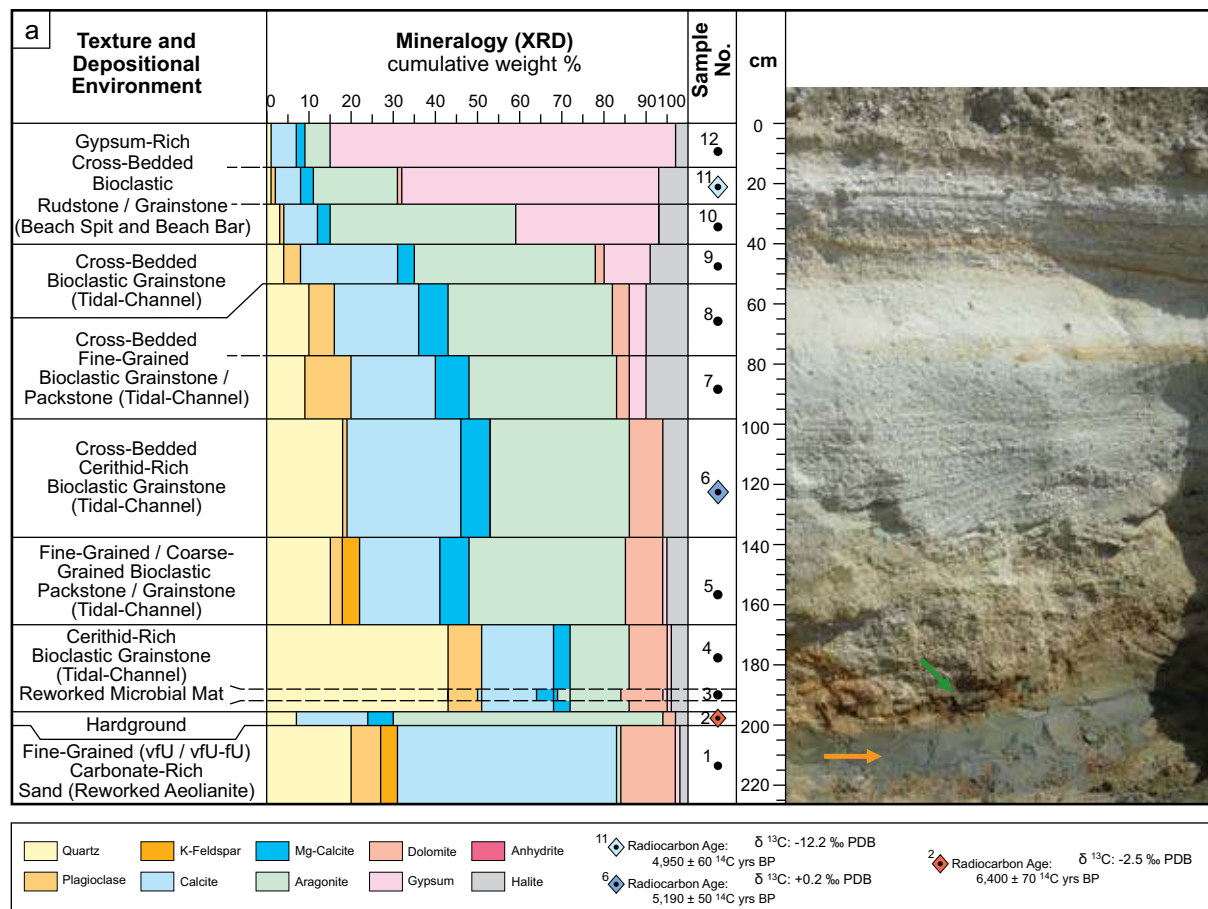 a
Texture and
Depositional
Environment
Mineralogy (XRD)
cumulative weight %
0 10 20 30 40 50 60 70 80 90 100
Sample
No.
cm
Gypsum-Rich
Cross-Bedded
Bioclastic
Rudstone / Grainstone
(Beach Spit and Beach Bar)
Cross-Bedded
Bioclastic Grainstone
(Tidal-Channel)
Cross-Bedded
Fine-Grained
Bioclastic Grainstone /
Packstone (Tidal-Channel)
Cross-Bedded
Cerithid-Rich
Bioclastic Grainstone
(Tidal-Channel)
Fine-Grained / Coarse-
Grained Bioclastic
Packstone / Grainstone
(Tidal-Channel)
Cerithid-Rich
Bioclastic Grainstone
(Tidal-Channel)
Reworked Microbial Mat
Hardground
Fine-Grained (vfU / vfU-fU)
Carbonate-Rich
Sand (Reworked Aeolianite)
12
11
10
9
8
7
6
5
4
3
2
1
0
20
40
60
80
100
120
140
160
180
200
220
Quartz
K-Feldspar
Mg-Calcite
Dolomite
Anhydrite
Plagioclase
Calcite
Aragonite
Gypsum
Halite
11 Radiocarbon Age: δ 13C: -12.2 ‰ PDB
4,950 ± 60 14C yrs BP
6 Radiocarbon Age: δ 13C: +0.2 ‰ PDB
5,190 ± 50 14C yrs BP
2 Radiocarbon Age: δ 13C: -2.5 ‰ PDB
6,400 ± 70 14C yrs BP